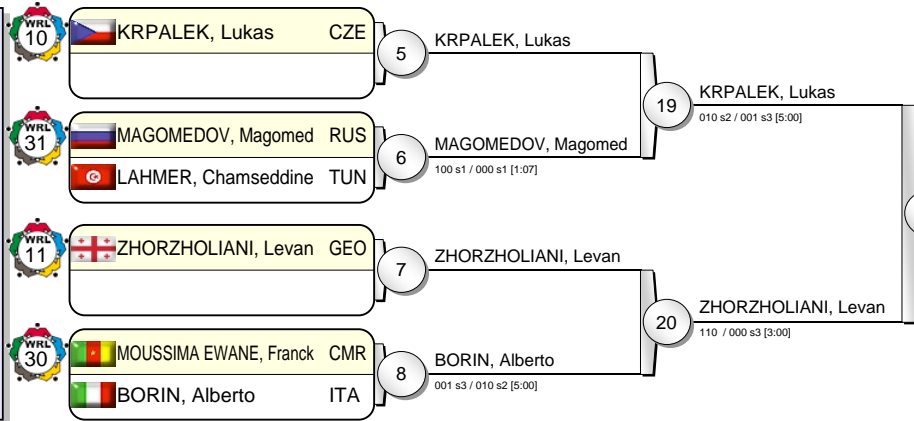 WRL
10
KRPALEK, Lukas CZE
5
KRPALEK, Lukas
19
KRPALEK, Lukas
010 s2 / 001 s3 [5:00]
WRL
31
MAGOMEDOV, Magomed RUS
LAHMER, Chamseddine TUN
6
MAGOMEDOV, Magomed
100 s1 / 000 s1 [1:07]
WRL
11
ZHORZHOLIANI, Levan GEO
7
ZHORZHOLIANI, Levan
20
ZHORZHOLIANI, Levan
110 / 000 s3 [3:00]
WRL
30
MOUSSIMA EWANE, Franck CMR
BORIN, Alberto ITA
8
BORIN, Alberto
001 s3 / 010 s2 [5:00]